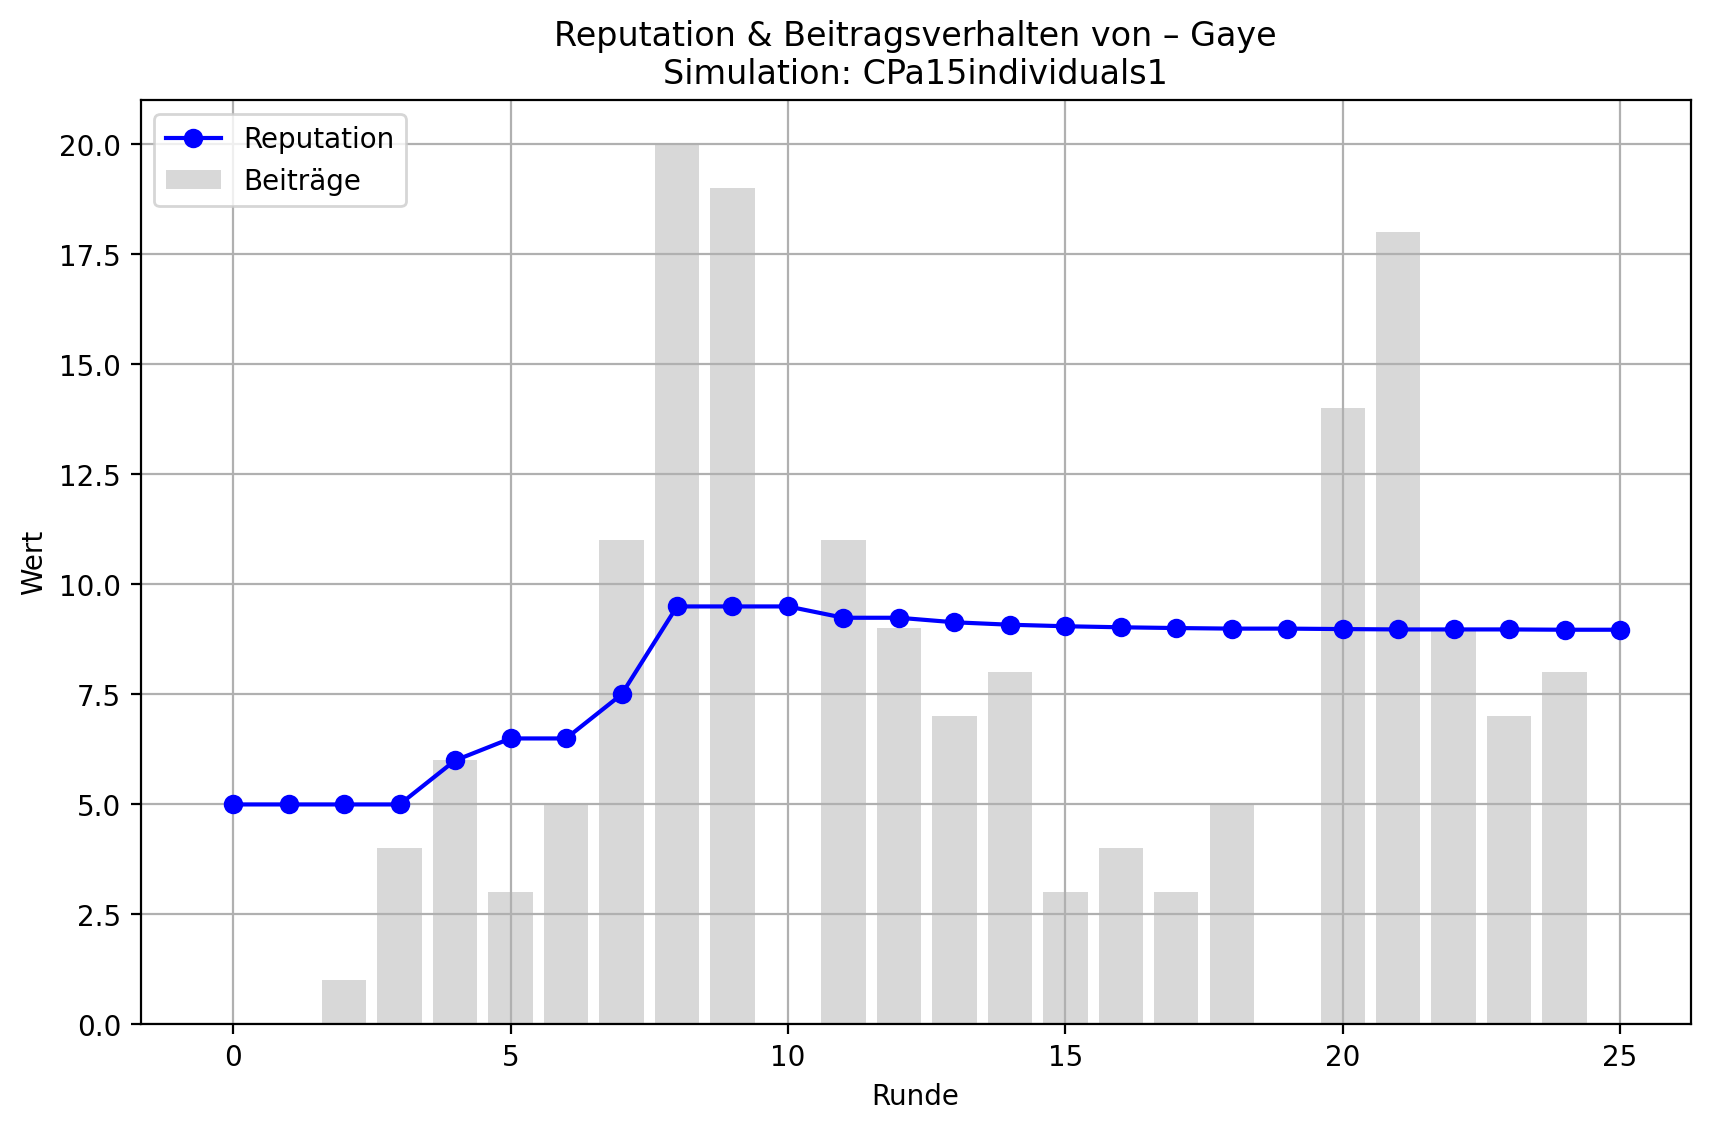 Reputation & Beitragsverhalten von – Gaye
Simulation: CPa15individuals1
Reputation
Beiträge
20.0
17.5
15.0
12.5
10.0
7.5
5.0
2.5
0.0
Wert
0 5 10 15 20 25
Runde